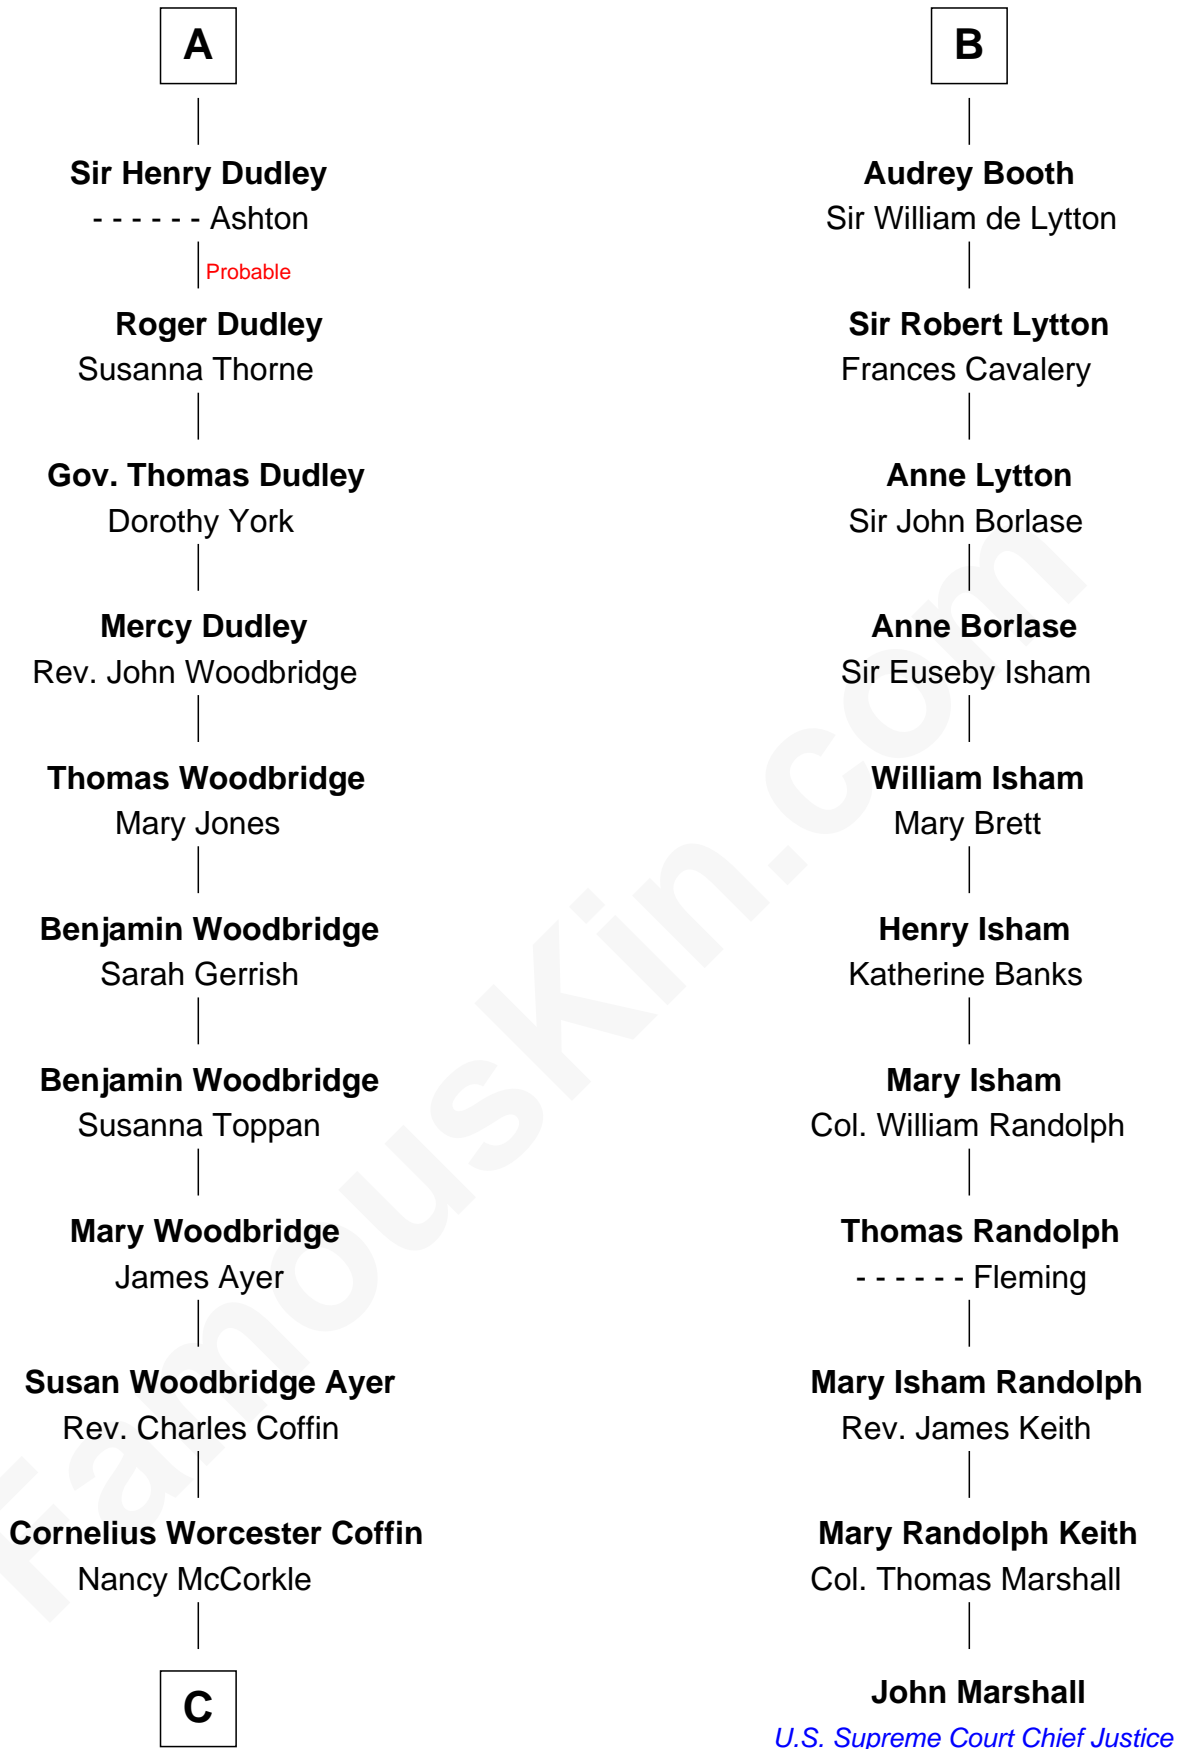 A
Sir Henry Dudley
- - - - - - Ashton
Probable
Roger Dudley
Susanna Thorne
Gov. Thomas Dudley
Dorothy York
Mercy Dudley
Rev. John Woodbridge
Thomas Woodbridge
Mary Jones
Benjamin Woodbridge
Sarah Gerrish
Benjamin Woodbridge
Susanna Toppan
Mary Woodbridge
James Ayer
Susan Woodbridge Ayer
Rev. Charles Coffin
Cornelius Worcester Coffin
Nancy McCorkle
C
B
Audrey Booth
Sir William de Lytton
Sir Robert Lytton
Frances Cavalery
Anne Lytton
Sir John Borlase
Anne Borlase
Sir Euseby Isham
William Isham
Mary Brett
Henry Isham
Katherine Banks
Mary Isham
Col. William Randolph
Thomas Randolph
- - - - - - Fleming
Mary Isham Randolph
Rev. James Keith
Mary Randolph Keith
Col. Thomas Marshall
John Marshall
U.S. Supreme Court Chief Justice
FamousKin.com